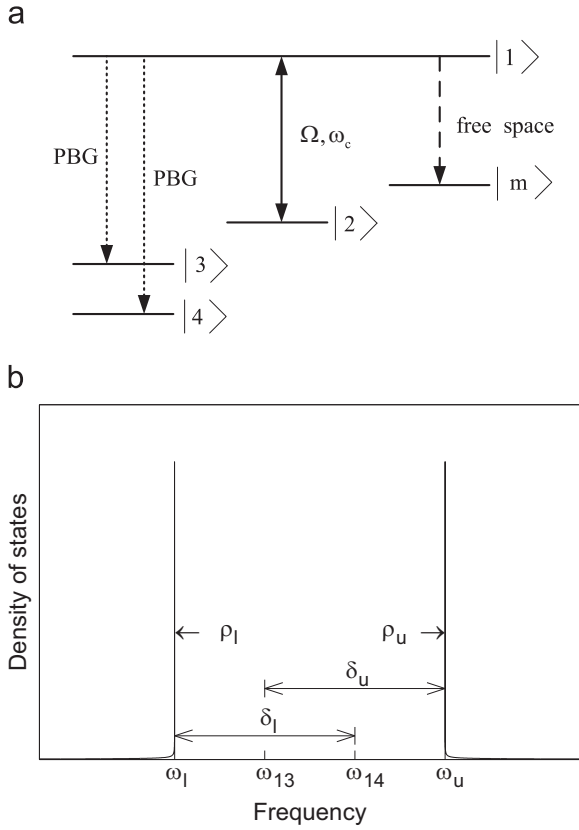 a
|1⟩
PBG
PBG
Ω, ω_c
free space
|m⟩
|2⟩
|3⟩
|4⟩
b
Density of states
ρ_l
ρ_u
δ_u
δ_l
ω_l
ω_13
ω_14
ω_u
Frequency